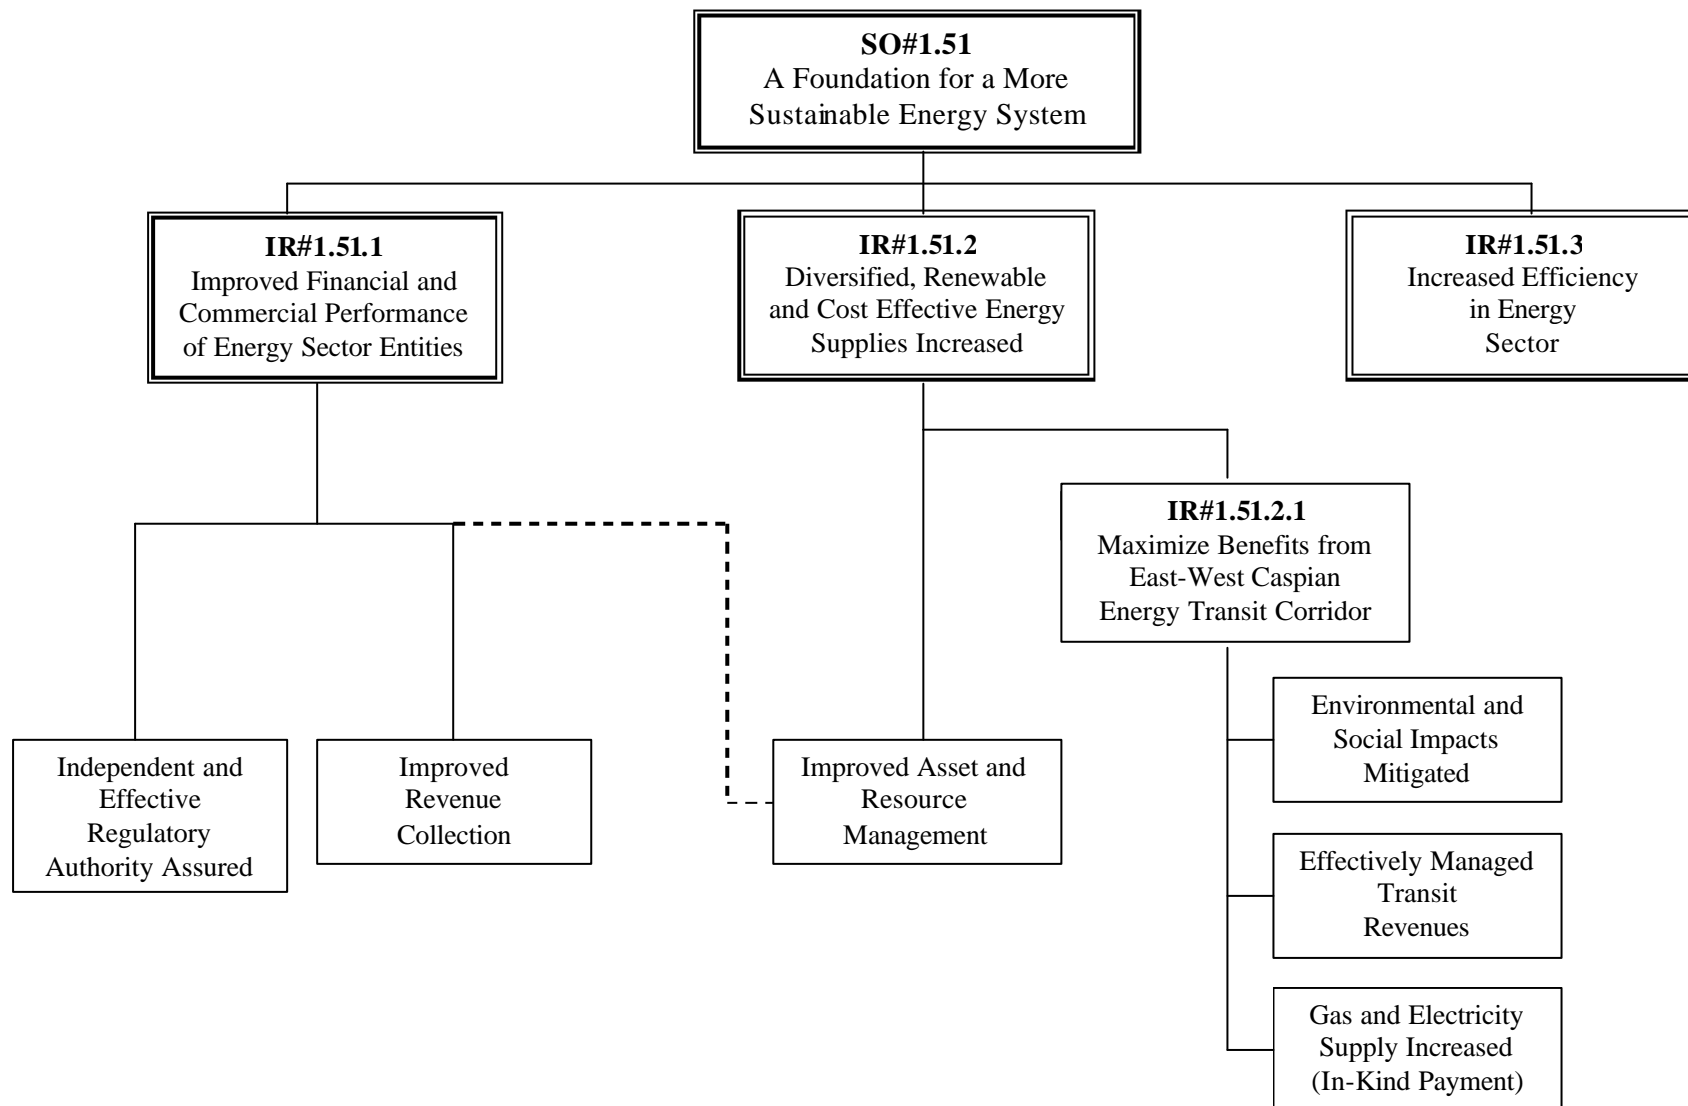 SO#1.51
A Foundation for a More
Sustainable Energy System
IR#1.51.1
Improved Financial and
Commercial Performance
of Energy Sector Entities
IR#1.51.2
Diversified, Renewable
and Cost Effective Energy
Supplies Increased
IR#1.51.3
Increased Efficiency
in Energy
Sector
IR#1.51.2.1
Maximize Benefits from
East-West Caspian
Energy Transit Corridor
Independent and
Effective
Regulatory
Authority Assured
Improved
Revenue
Collection
Improved Asset and
Resource
Management
Environmental and
Social Impacts
Mitigated
Effectively Managed
Transit
Revenues
Gas and Electricity
Supply Increased
(In-Kind Payment)